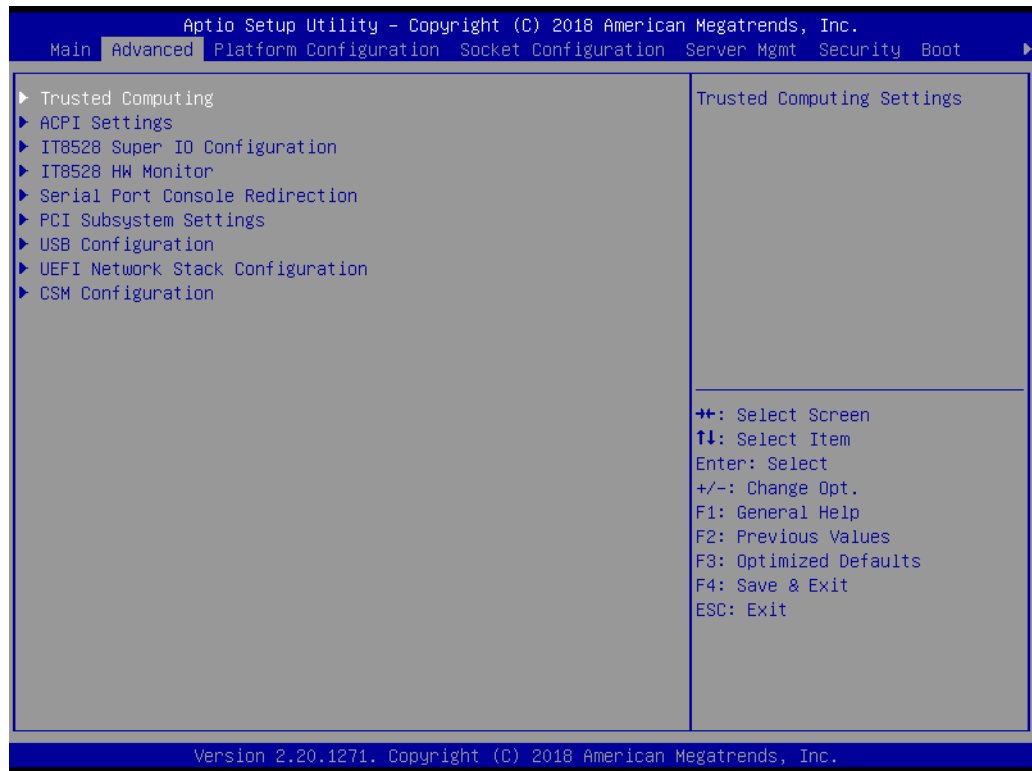 Aptio Setup Utility – Copyright (C) 2018 American Megatrends, Inc.
Main Advanced Platform Configuration Socket Configuration Server Mgmt Security Boot
Trusted Computing
ACPI Settings
IT8528 Super IO Configuration
IT8528 HW Monitor
Serial Port Console Redirection
PCI Subsystem Settings
USB Configuration
UEFI Network Stack Configuration
CSM Configuration
Trusted Computing Settings
→←: Select Screen
↑↓: Select Item
Enter: Select
+/-: Change Opt.
F1: General Help
F2: Previous Values
F3: Optimized Defaults
F4: Save & Exit
ESC: Exit
Version 2.20.1271. Copyright (C) 2018 American Megatrends, Inc.